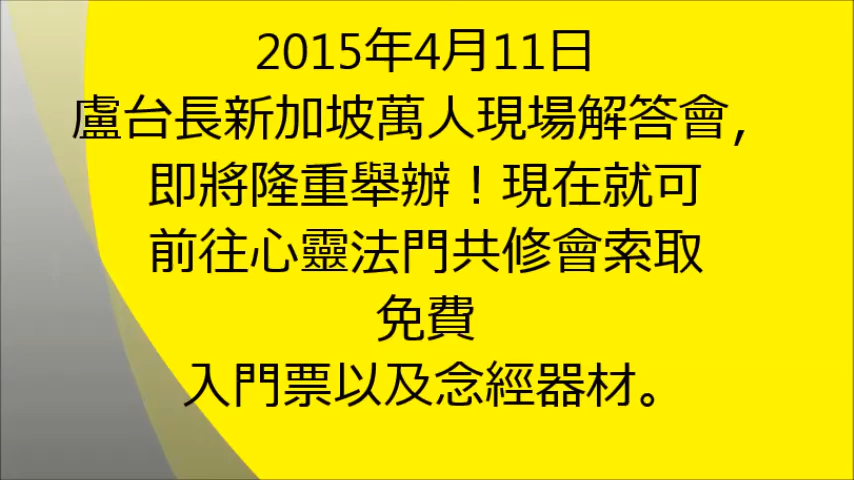 2015年4月11日
盧台長新加坡萬人現場解答會，
即將隆重舉辦！現在就可
前往心靈法門共修會索取
免費
入門票以及念經器材。